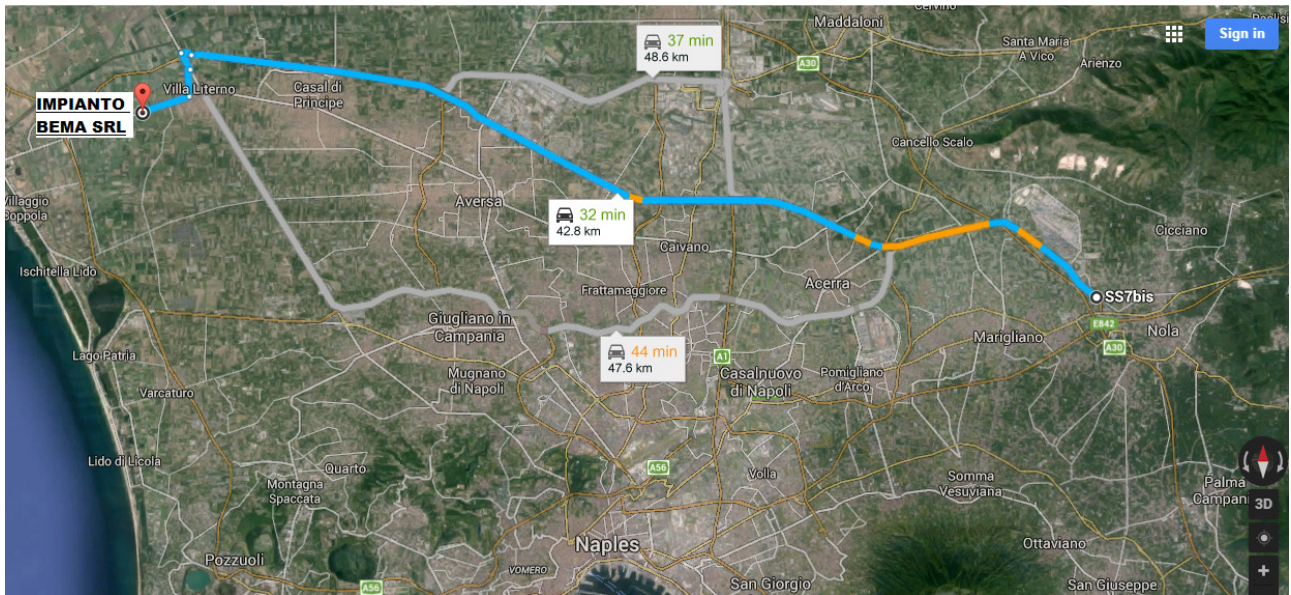 Cervino
Maddaloni
Sign in
37 min
48.6 km
Santa Maria
A Vico
Arienzo
A30
Villa Literno
Casal di
Principe
IMPIANTO
BEMA SRL
Cancello Scalo
Villaggio
Coppola
Aversa
32 min
42.8 km
Cicciano
Caivano
Ischitella Lido
Frattamaggiore
Acerra
SS7bis
Giugliano in
Campania
E842
Nola
Marigliano
A30
Lago Patria
44 min
47.6 km
A1
Mugnano
di Napoli
Casalnuovo
di Napoli
Pomigliano
d'Arco
Varcaturo
Lido di Licola
Quarto
A56
Volla
Montagna
Spaccata
Somma
Vesuviana
Palma
Campan
3D
Naples
Ottaviano
Pozzuoli
VOMERO
A56
San Giorgio
San Giuseppe
+